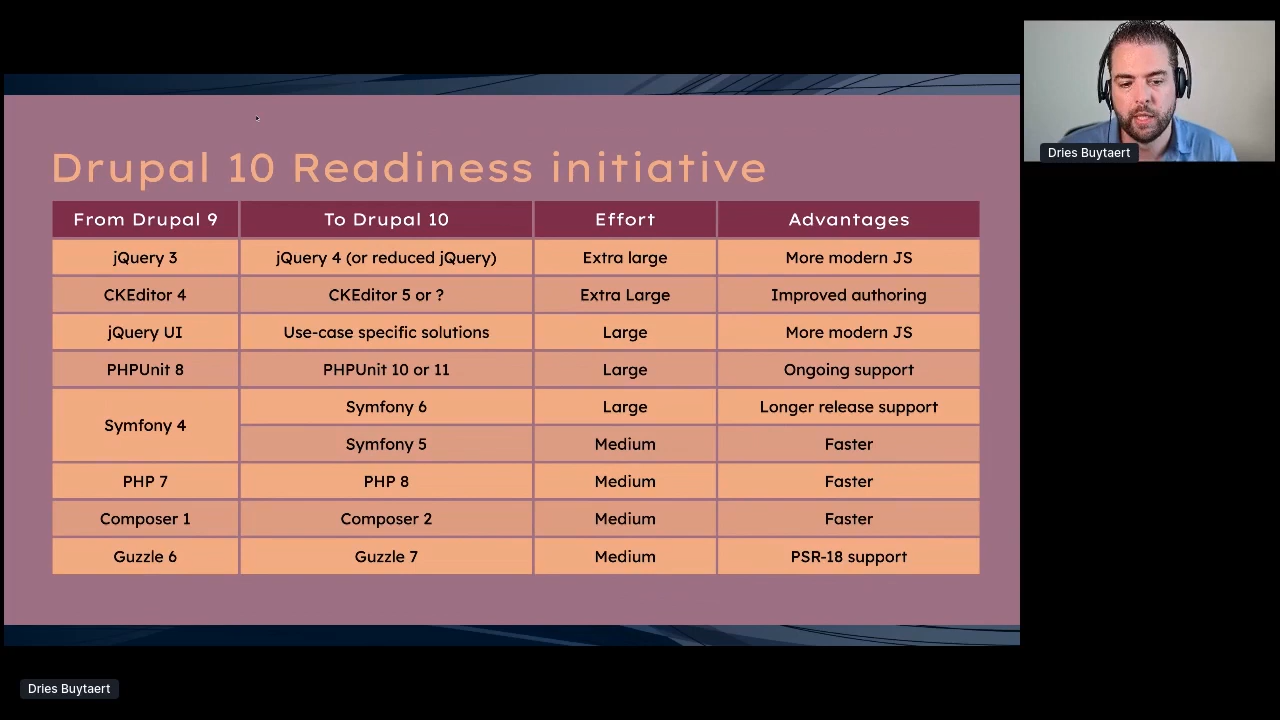 Drupal 10 Readiness initiative
From Drupal 9 To Drupal 10 Effort Advantages
jQuery 3 jQuery 4 (or reduced jQuery) Extra large More modern JS
CKEditor 4 CKEditor 5 or ? Extra Large Improved authoring
jQuery UI Use-case specific solutions Large More modern JS
PHPUnit 8 PHPUnit 10 or 11 Large Ongoing support
Symfony 4 Symfony 6 Large Longer release support
Symfony 5 Medium Faster
PHP 7 PHP 8 Medium Faster
Composer 1 Composer 2 Medium Faster
Guzzle 6 Guzzle 7 Medium PSR-18 support
Dries Buytaert
Dries Buytaert